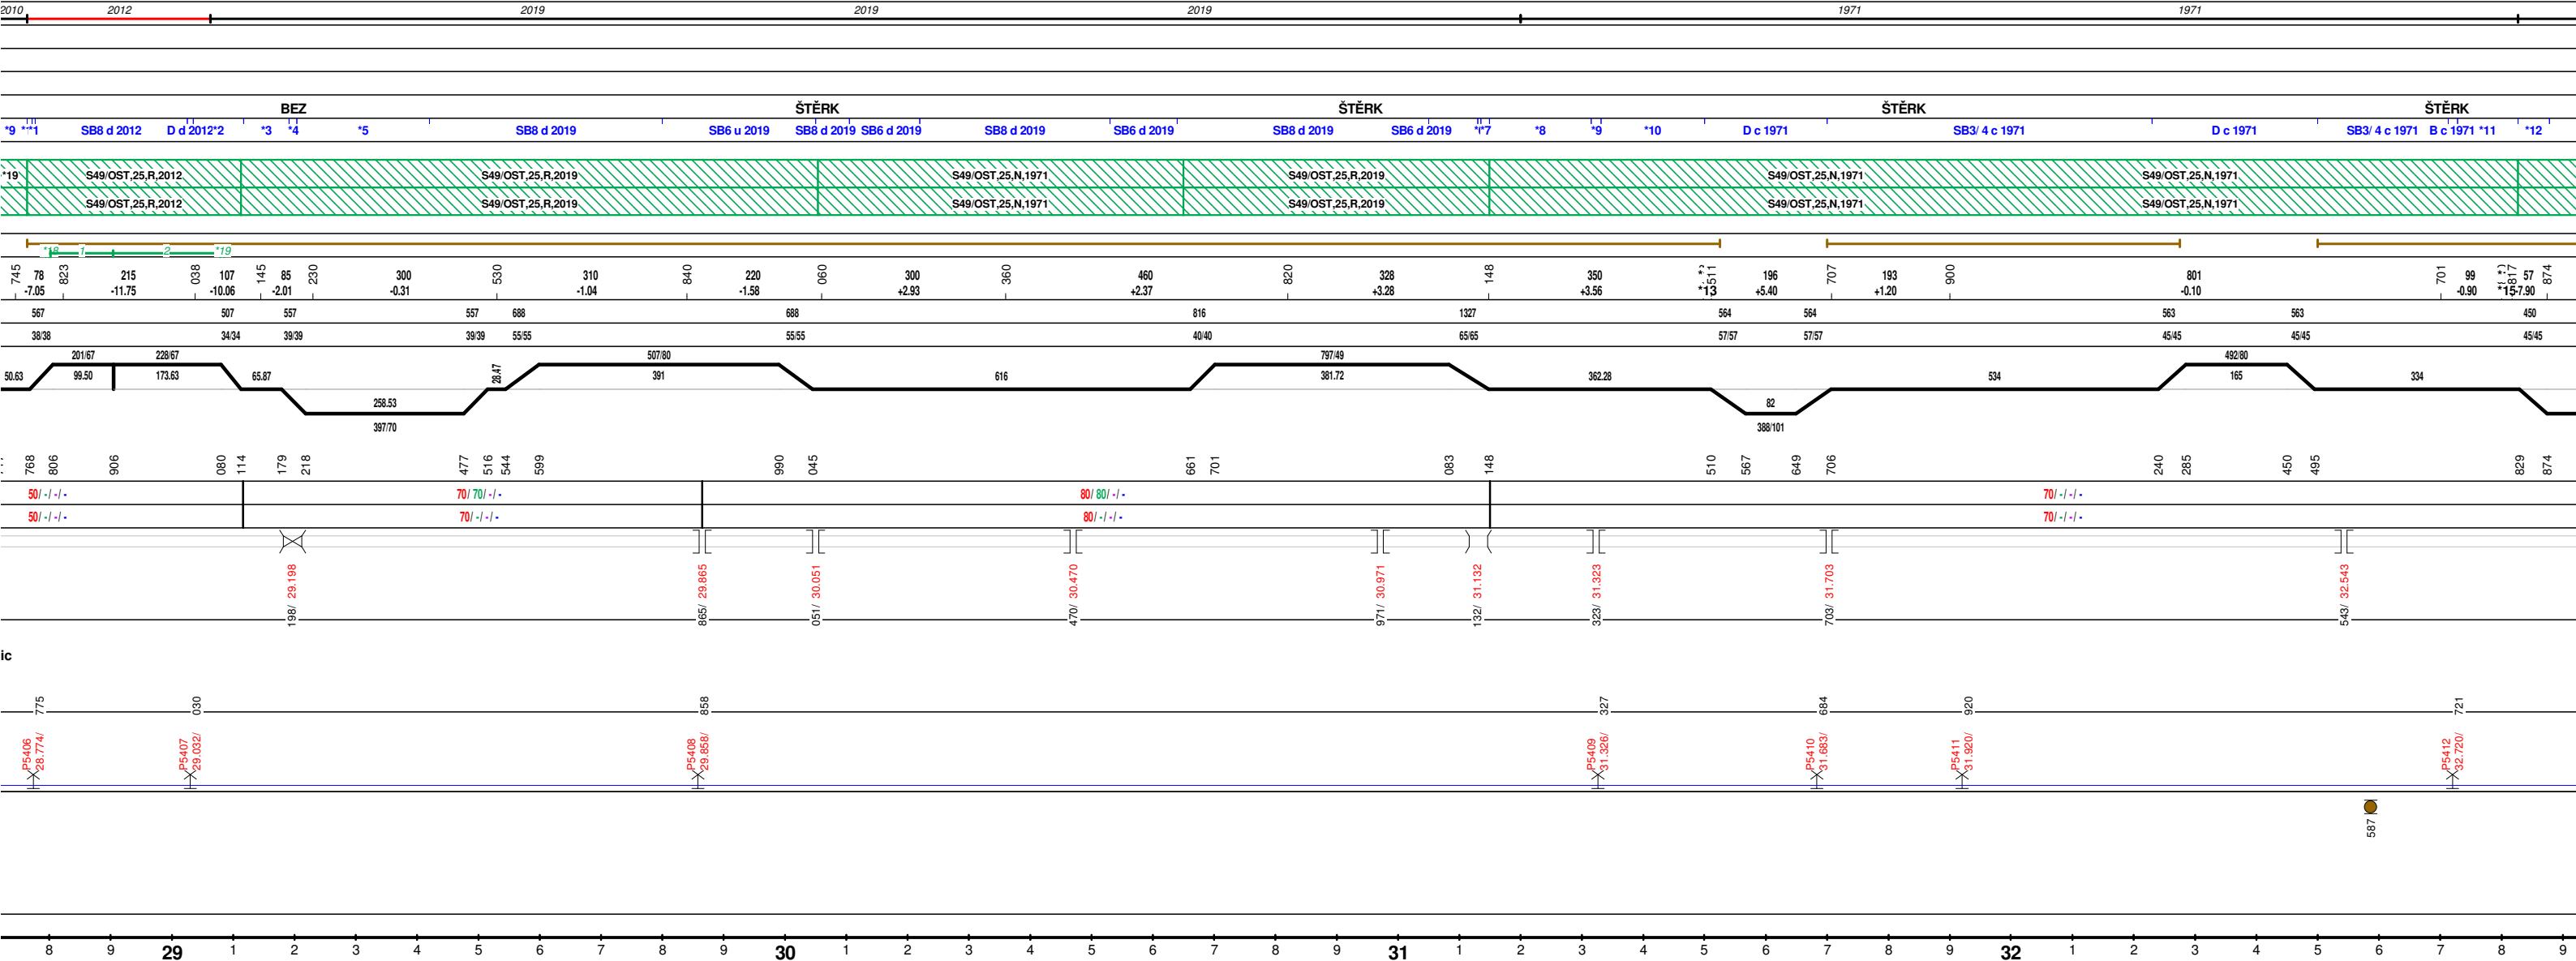 2010 2012 2019 2019 2019 1971 1971
BEZ ŠTĚRK ŠTĚRK ŠTĚRK ŠTĚRK
*9 *1 SB8 d 2012 D d 2012 *2 *3 *4 *5 SB8 d 2019 SB6 u 2019 SB8 d 2019 SB6 d 2019 SB8 d 2019 SB6 d 2019 SB8 d 2019 SB6 d 2019 *7 *8 *9 *10 D c 1971 SB3/ 4 c 1971 D c 1971 SB3/ 4 c 1971 B c 1971 *11 *12
*19 S49/OST,25,R,2012 S49/OST,25,R,2019 S49/OST,25,N,1971 S49/OST,25,R,2019 S49/OST,25,N,1971 S49/OST,25,N,1971
S49/OST,25,R,2012 S49/OST,25,R,2019 S49/OST,25,N,1971 S49/OST,25,R,2019 S49/OST,25,N,1971 S49/OST,25,N,1971
*18 1 2 *19
745 78 823 215 038 107 145 85 230 300 530 310 840 220 060 300 360 460 820 328 148 350 511 196 707 193 900 801 701 99 817 57 874
-7.05 -11.75 -10.06 -2.01 -0.31 -1.04 -1.58 +2.93 +2.37 +3.28 +3.56 *13 +5.40 +1.20 -0.10 -0.90 *15 -7.90
567 507 557 557 688 688 816 1327 564 564 563 563 450
38/38 34/34 39/39 39/39 55/55 55/55 40/40 65/65 57/57 57/57 45/45 45/45 45/45
201/67 228/67 507/80 797/49 492/80
50.63 99.50 173.63 65.87 28.47 391 616 381.72 362.28 534 165 334
258.53 82
397/70 388/101
768 806 906 080 114 179 218 477 516 544 599 990 045 661 701 083 148 510 567 649 706 240 285 450 495 829 874
50/ -/ -/ - 70/ 70/ -/ - 80/ 80/ -/ - 70/ -/ -/ -
50/ -/ -/ - 70/ -/ -/ - 80/ -/ -/ - 70/ -/ -/ -
198/ 29.198 865/ 29.865 051/ 30.051 470/ 30.470 971/ 30.971 132/ 31.132 323/ 31.323 703/ 31.703 543/ 32.543
ic
775 030 858 327 684 920 721
P5406 28.774/ P5407 29.032/ P5408 29.858/ P5409 31.326/ P5410 31.683/ P5411 31.920/ P5412 32.720/
587
8 9 29 1 2 3 4 5 6 7 8 9 30 1 2 3 4 5 6 7 8 9 31 1 2 3 4 5 6 7 8 9 32 1 2 3 4 5 6 7 8 9